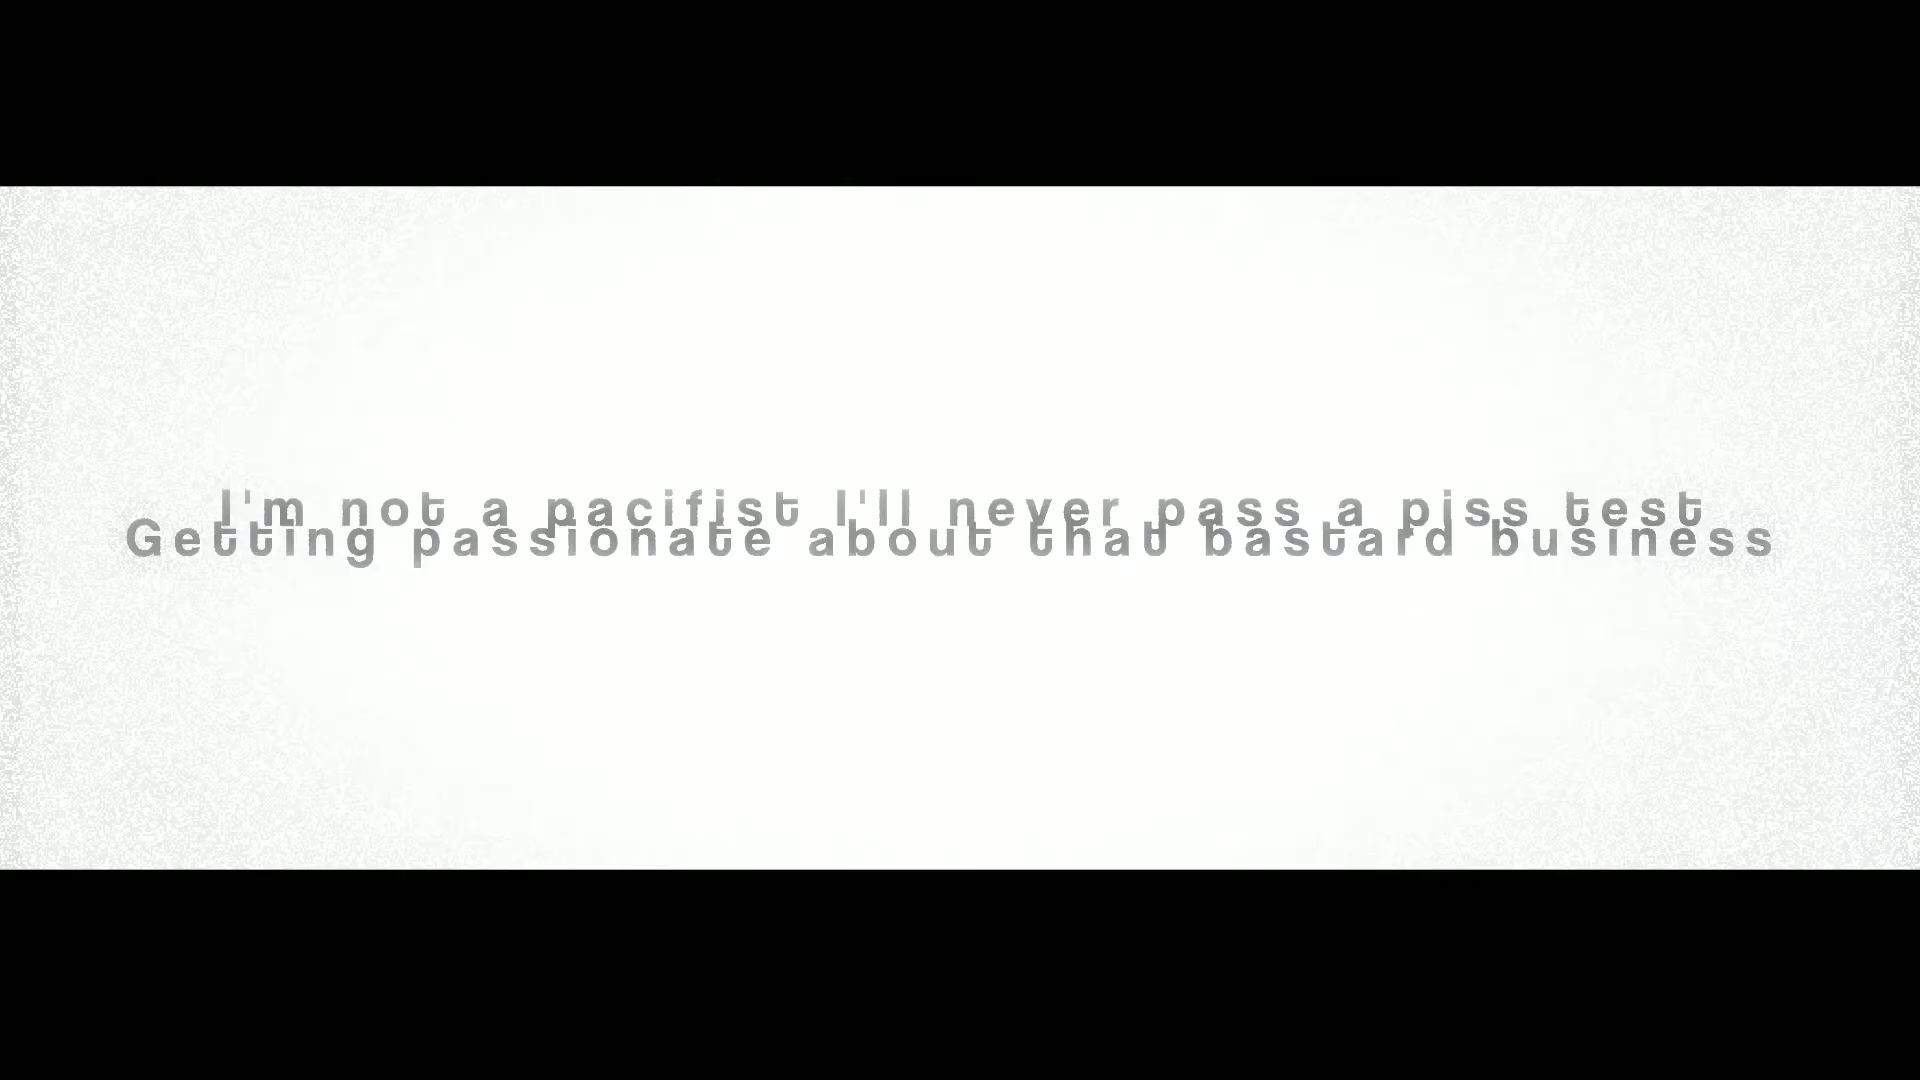 I'm not a pacifist I'll never pass a piss test
Getting passionate about that bastard business